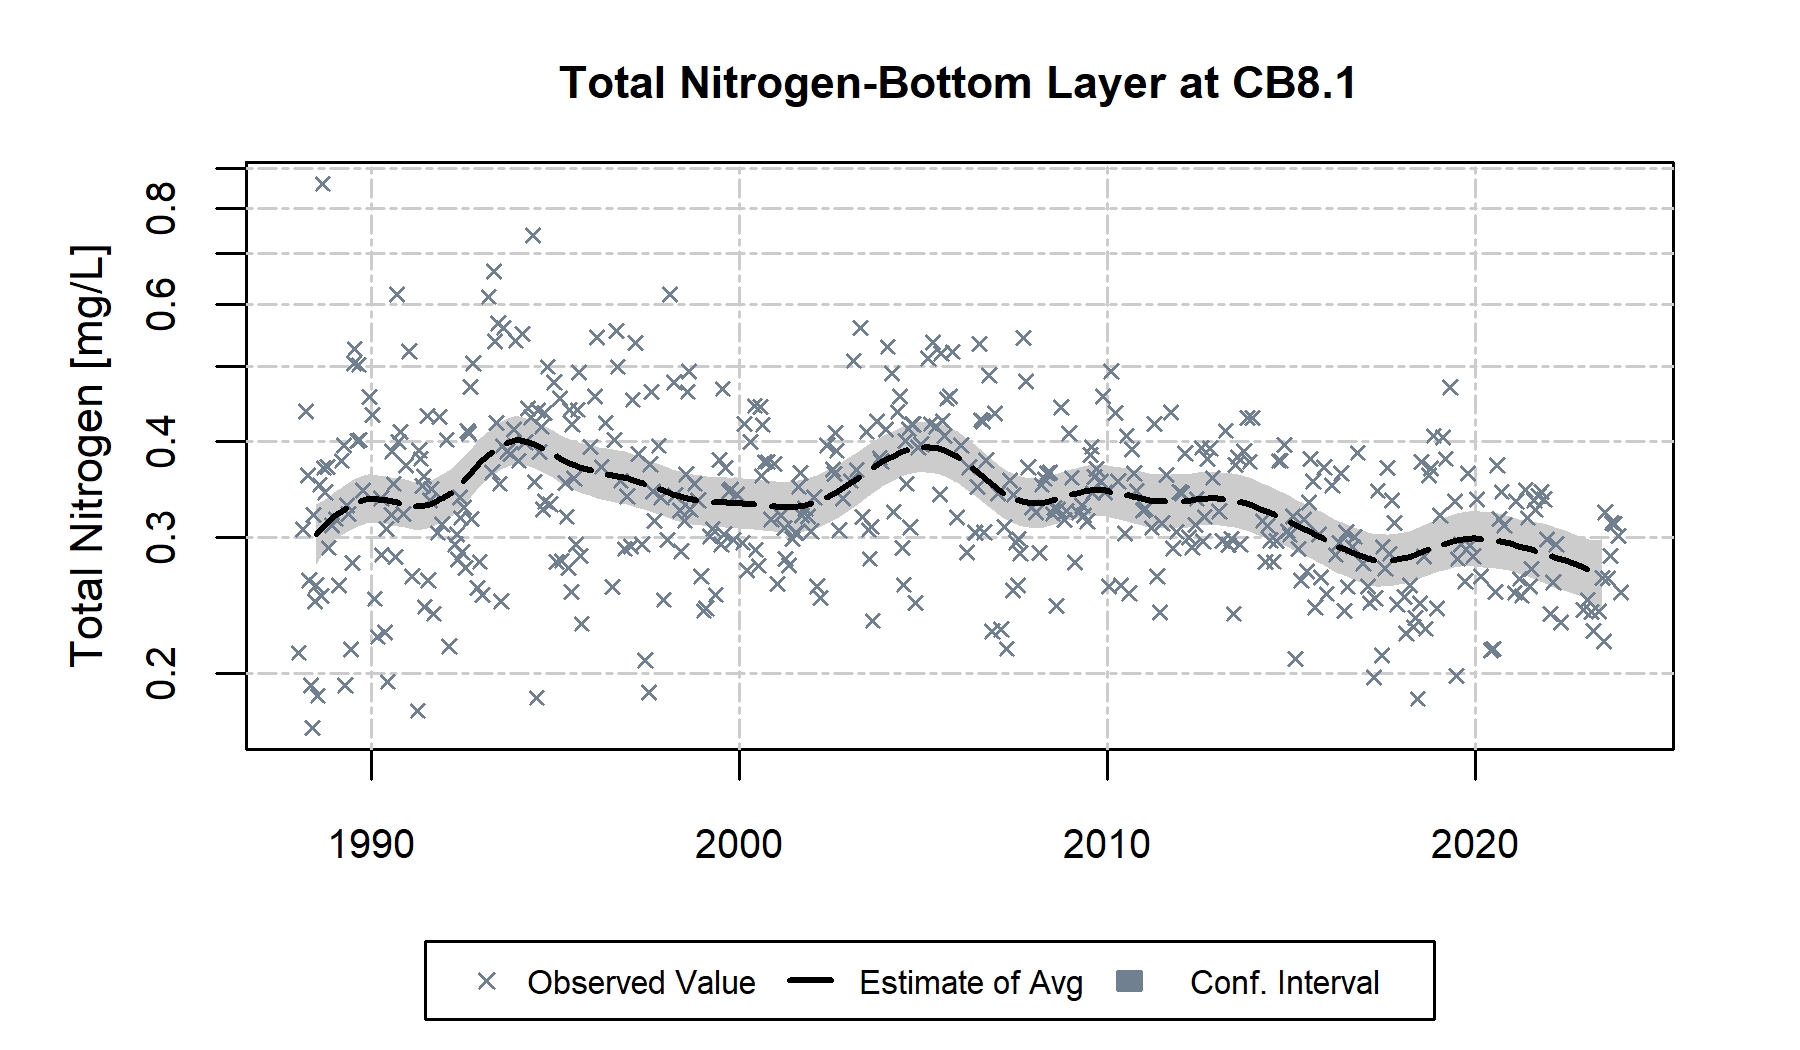 Total Nitrogen-Bottom Layer at CB8.1
Total Nitrogen [mg/L]
0.8
0.6
0.4
0.3
0.2
1990 2000 2010 2020
Observed Value Estimate of Avg Conf. Interval